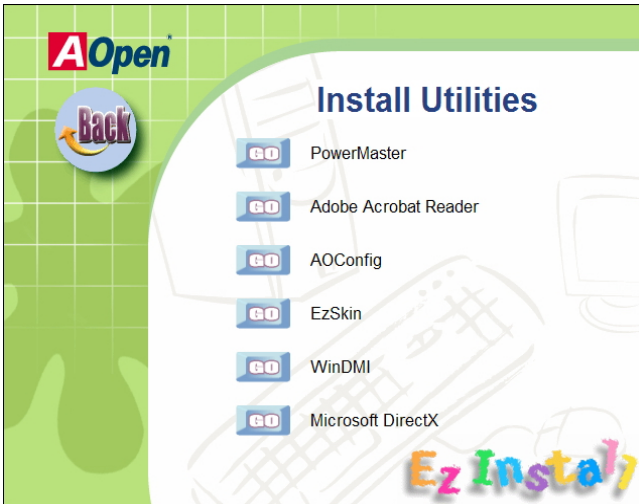 AOpen
Back
Install Utilities
GO PowerMaster
GO Adobe Acrobat Reader
GO AOConfig
GO EzSkin
GO WinDMI
GO Microsoft DirectX
Ez Install